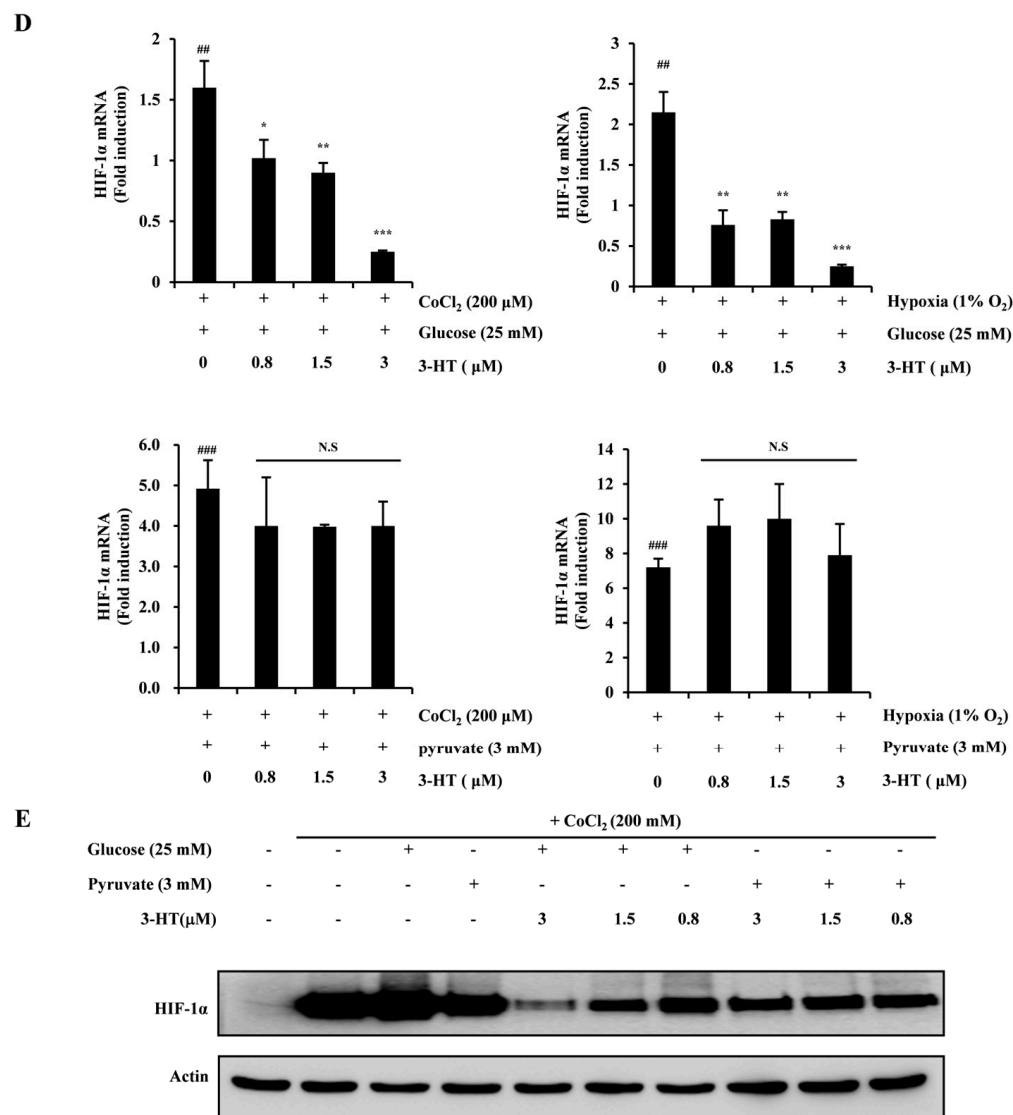 D
2
1.5
1
0.5
0
HIF-1α mRNA
(Fold induction)
##
*
**
***
+ + + + CoCl2 (200 μM)
+ + + + Glucose (25 mM)
0 0.8 1.5 3 3-HT ( μM)
3
2.5
2
1.5
1
0.5
0
HIF-1α mRNA
(Fold induction)
##
**
**
***
+ + + + Hypoxia (1% O2)
+ + + + Glucose (25 mM)
0 0.8 1.5 3 3-HT ( μM)
6.0
5.0
4.0
3.0
2.0
1.0
0.0
HIF-1α mRNA
(Fold induction)
###
N.S
+ + + + CoCl2 (200 μM)
+ + + + pyruvate (3 mM)
0 0.8 1.5 3 3-HT ( μM)
14
12
10
8
6
4
2
0
HIF-1α mRNA
(Fold induction)
###
N.S
+ + + + Hypoxia (1% O2)
+ + + + Pyruvate (3 mM)
0 0.8 1.5 3 3-HT ( μM)
E
+ CoCl2 (200 mM)
Glucose (25 mM) - - + - + + + - - -
Pyruvate (3 mM) - - - + - - - + + +
3-HT(μM) - - - - 3 1.5 0.8 3 1.5 0.8
HIF-1α
Actin